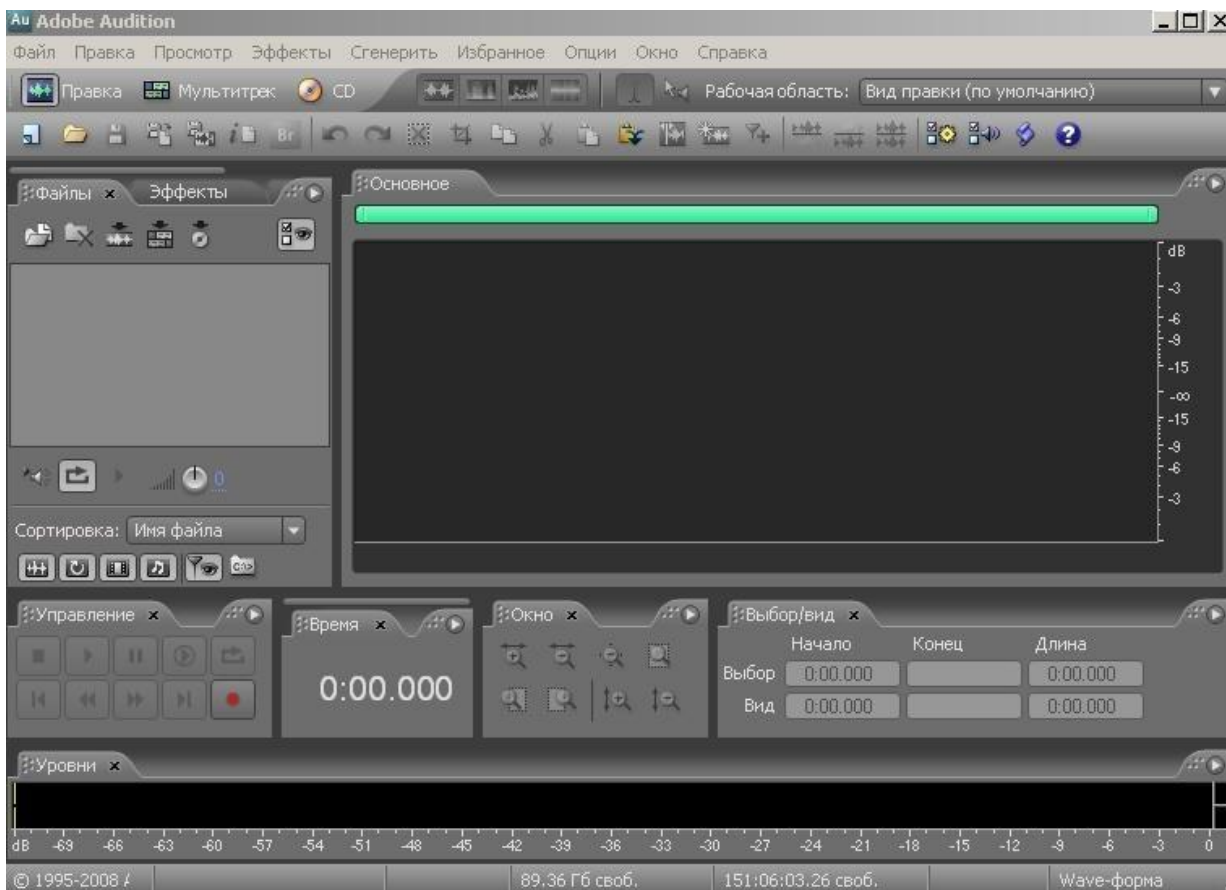 Au Adobe Audition
Файл Правка Просмотр Эффекты Сгенерить Избранное Опции Окно Справка
Правка Мультитрек CD Рабочая область: Вид правки (по умолчанию)
Br
Файлы Эффекты
Основное
dB
-3
-6
-9
-15
-∞
-15
-9
-6
-3
0
Сортировка: Имя файла
Управление
Время
0:00.000
Окно
Выбор/вид
Начало Конец Длина
Выбор 0:00.000 0:00.000
Вид 0:00.000 0:00.000
Уровни
dB -69 -66 -63 -60 -57 -54 -51 -48 -45 -42 -39 -36 -33 -30 -27 -24 -21 -18 -15 -12 -9 -6 -3 0
© 1995-2008 89.36 Гб своб. 151:06:03.26 своб. Wave-форма